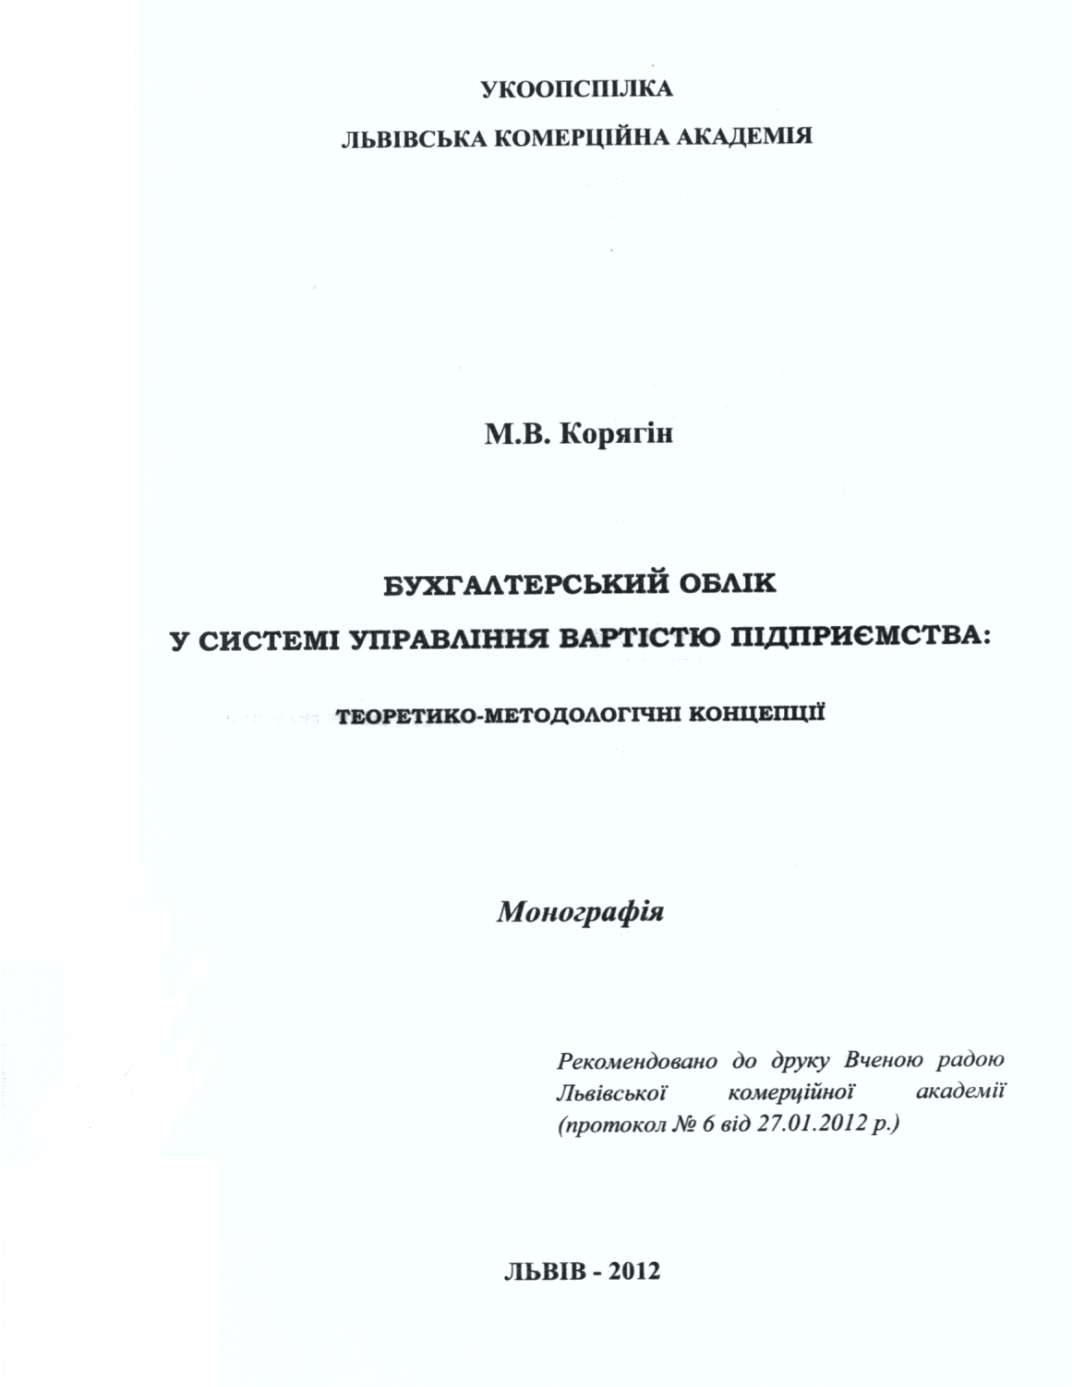 УКООПСПІЛКА
ЛЬВІВСЬКА КОМЕРЦІЙНА АКАДЕМІЯ
М.В. Корягін
БУХГАЛТЕРСЬКИЙ ОБЛІК
У СИСТЕМІ УПРАВЛІННЯ ВАРТІСТЮ ПІДПРИЄМСТВА:
ТЕОРЕТИКО-МЕТОДОЛОГІЧНІ КОНЦЕПЦІЇ
Монографія
Рекомендовано до друку Вченою радою
Львівської комерційної академії
(протокол № 6 від 27.01.2012 р.)
ЛЬВІВ - 2012